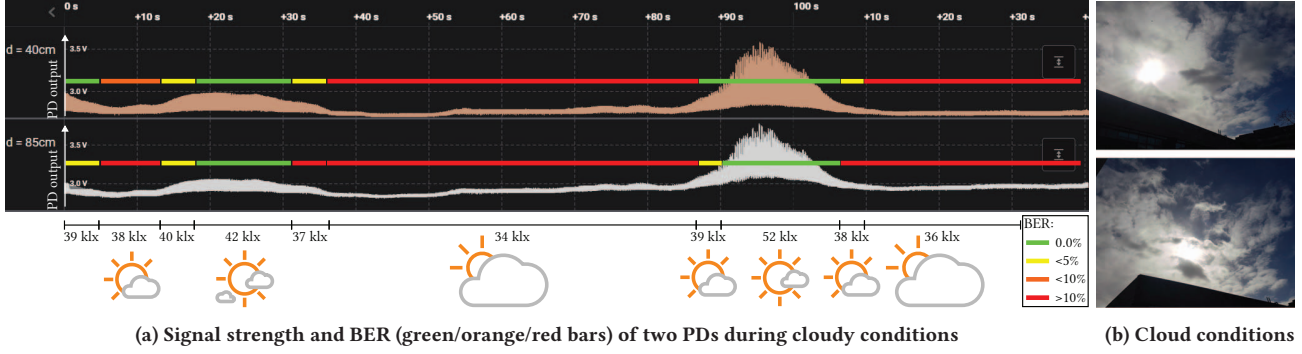 0 s
+10 s
+20 s
+30 s
+40 s
+50 s
+60 s
+70 s
+80 s
+90 s
100 s
+10 s
+20 s
+30 s
d = 40cm
PD output
3.5 V
3.0 V
d = 85cm
PD output
3.5 V
3.0 V
39 klx
38 klx
40 klx
42 klx
37 klx
34 klx
39 klx
52 klx
38 klx
36 klx
BER:
0.0%
<5%
<10%
>10%
(a) Signal strength and BER (green/orange/red bars) of two PDs during cloudy conditions
(b) Cloud conditions